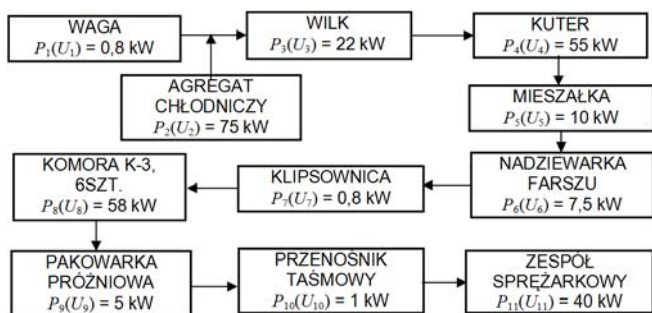 WAGA
P₁(U₁) = 0,8 kW
WILK
P₃(U₃) = 22 kW
KUTER
P₄(U₄) = 55 kW
AGREGAT
CHŁODNICZY
P₂(U₂) = 75 kW
MIESZAŁKA
P₅(U₅) = 10 kW
KOMORA K-3,
6SZT.
P₈(U₈) = 58 kW
KLIPSOWNICA
P₇(U₇) = 0,8 kW
NADZIEWARKA
FARSZU
P₆(U₆) = 7,5 kW
PAKOWARKA
PRÓŻNIOWA
P₉(U₉) = 5 kW
PRZENOŚNIK
TAŚMOWY
P₁₀(U₁₀) = 1 kW
ZESPÓŁ
SPRĘŻARKOWY
P₁₁(U₁₁) = 40 kW